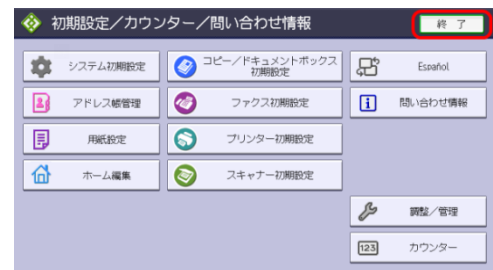 初期設定／カウンター／問い合わせ情報
終 了
システム初期設定
コピー／ドキュメントボックス
初期設定
Español
アドレス帳管理
ファクス初期設定
問い合わせ情報
用紙設定
プリンター初期設定
ホーム編集
スキャナー初期設定
調整／管理
123
カウンター